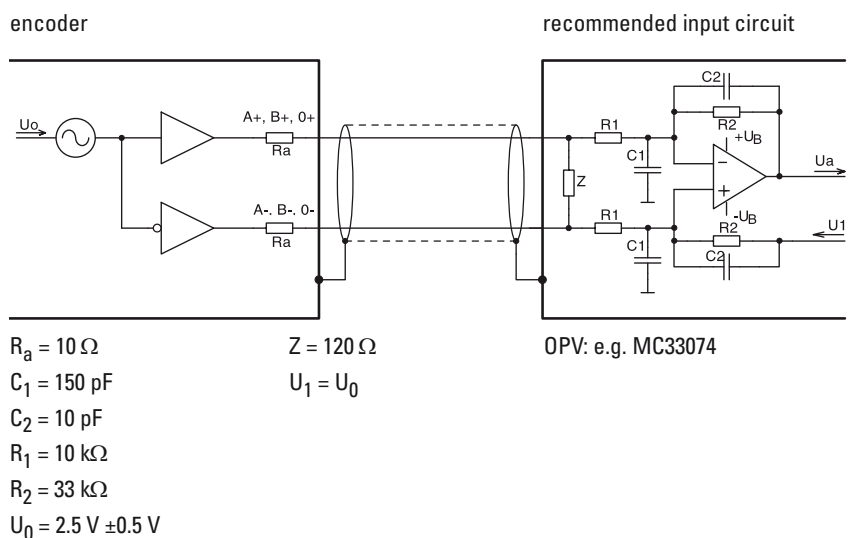 encoder
recommended input circuit
Uo
A+, B+, 0+
Ra
A-, B-, 0-
Ra
Z
R1
C1
C2
R2
+UB
−
+
Ua
-UB
R1
C1
R2
C2
U1
Ra = 10 Ω
Z = 120 Ω
OPV: e.g. MC33074
C1 = 150 pF
U1 = U0
C2 = 10 pF
R1 = 10 kΩ
R2 = 33 kΩ
U0 = 2.5 V ±0.5 V